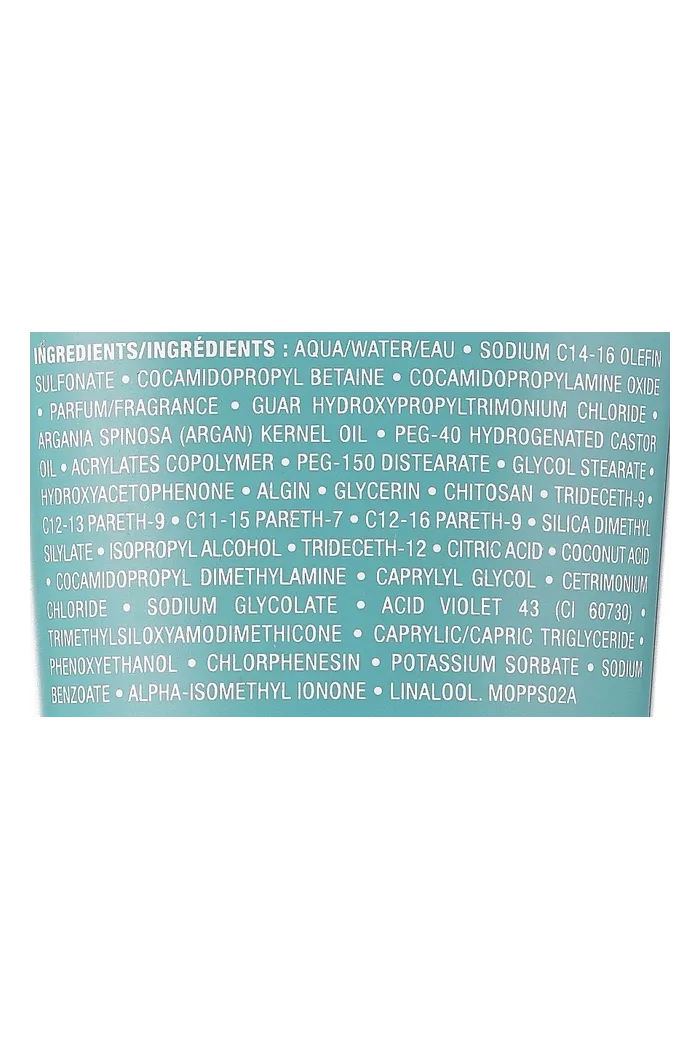 INGREDIENTS/INGRÉDIENTS : AQUA/WATER/EAU • SODIUM C14-16 OLEFIN
SULFONATE • COCAMIDOPROPYL BETAINE • COCAMIDOPROPYLAMINE OXIDE
• PARFUM/FRAGRANCE • GUAR HYDROXYPROPYLTRIMONIUM CHLORIDE •
ARGANIA SPINOSA (ARGAN) KERNEL OIL • PEG-40 HYDROGENATED CASTOR
OIL • ACRYLATES COPOLYMER • PEG-150 DISTEARATE • GLYCOL STEARATE •
HYDROXYACETOPHENONE • ALGIN • GLYCERIN • CHITOSAN • TRIDECETH-9 •
C12-13 PARETH-9 • C11-15 PARETH-7 • C12-16 PARETH-9 • SILICA DIMETHYL
SILYLATE • ISOPROPYL ALCOHOL • TRIDECETH-12 • CITRIC ACID • COCONUT ACID
• COCAMIDOPROPYL DIMETHYLAMINE • CAPRYLYL GLYCOL • CETRIMONIUM
CHLORIDE • SODIUM GLYCOLATE • ACID VIOLET 43 (CI 60730) •
TRIMETHYLSILOXYAMODIMETHICONE • CAPRYLIC/CAPRIC TRIGLYCERIDE •
PHENOXYETHANOL • CHLORPHENESIN • POTASSIUM SORBATE • SODIUM
BENZOATE • ALPHA-ISOMETHYL IONONE • LINALOOL. MOPPS02A